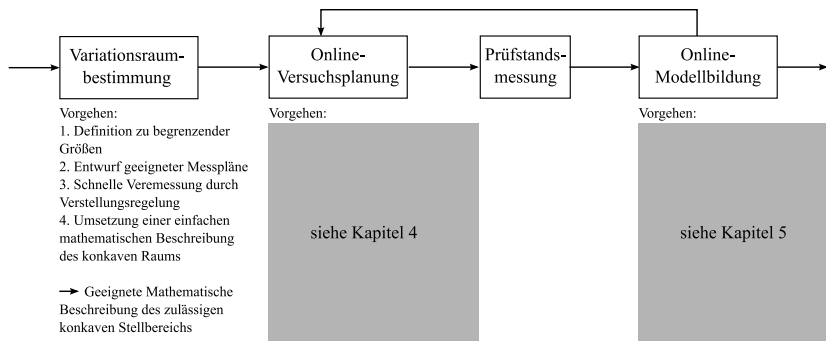 Variationsraum-
bestimmung
Online-
Versuchsplanung
Prüfstands-
messung
Online-
Modellbildung
Vorgehen:
1. Definition zu begrenzender
Größen
2. Entwurf geeigneter Messpläne
3. Schnelle Veremessung durch
Verstellungsregelung
4. Umsetzung einer einfachen
mathematischen Beschreibung
des konkaven Raums
Geeignete Mathematische
Beschreibung des zulässigen
konkaven Stellbereichs
Vorgehen:
siehe Kapitel 4
Vorgehen:
siehe Kapitel 5